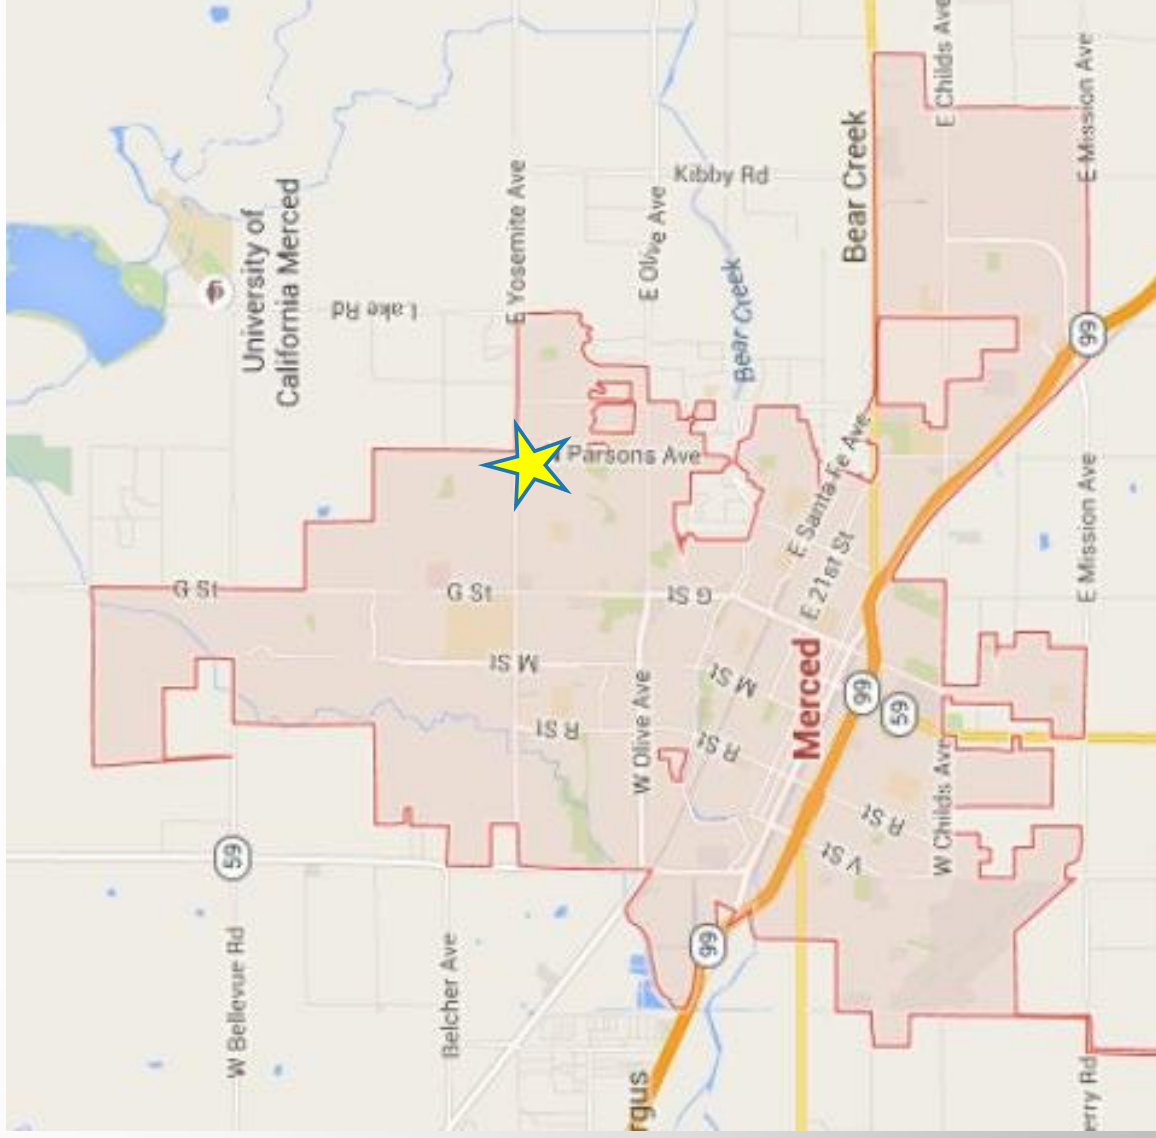 E Childs Ave
E Mission Ave
Bear Creek
Kibby Rd
E Yosemite Ave
E Olive Ave
University of
California Merced
Lake Rd
Bear Creek
99
Parsons Ave
E Santa Fe Ave
E 21st St
E Mission Ave
G St
G St
G St
M St
M St
Merced
99
59
R St
R St
W Olive Ave
R St
V St
W Childs Ave
59
99
W Bellevue Rd
Belcher Ave
rgus
erry Rd